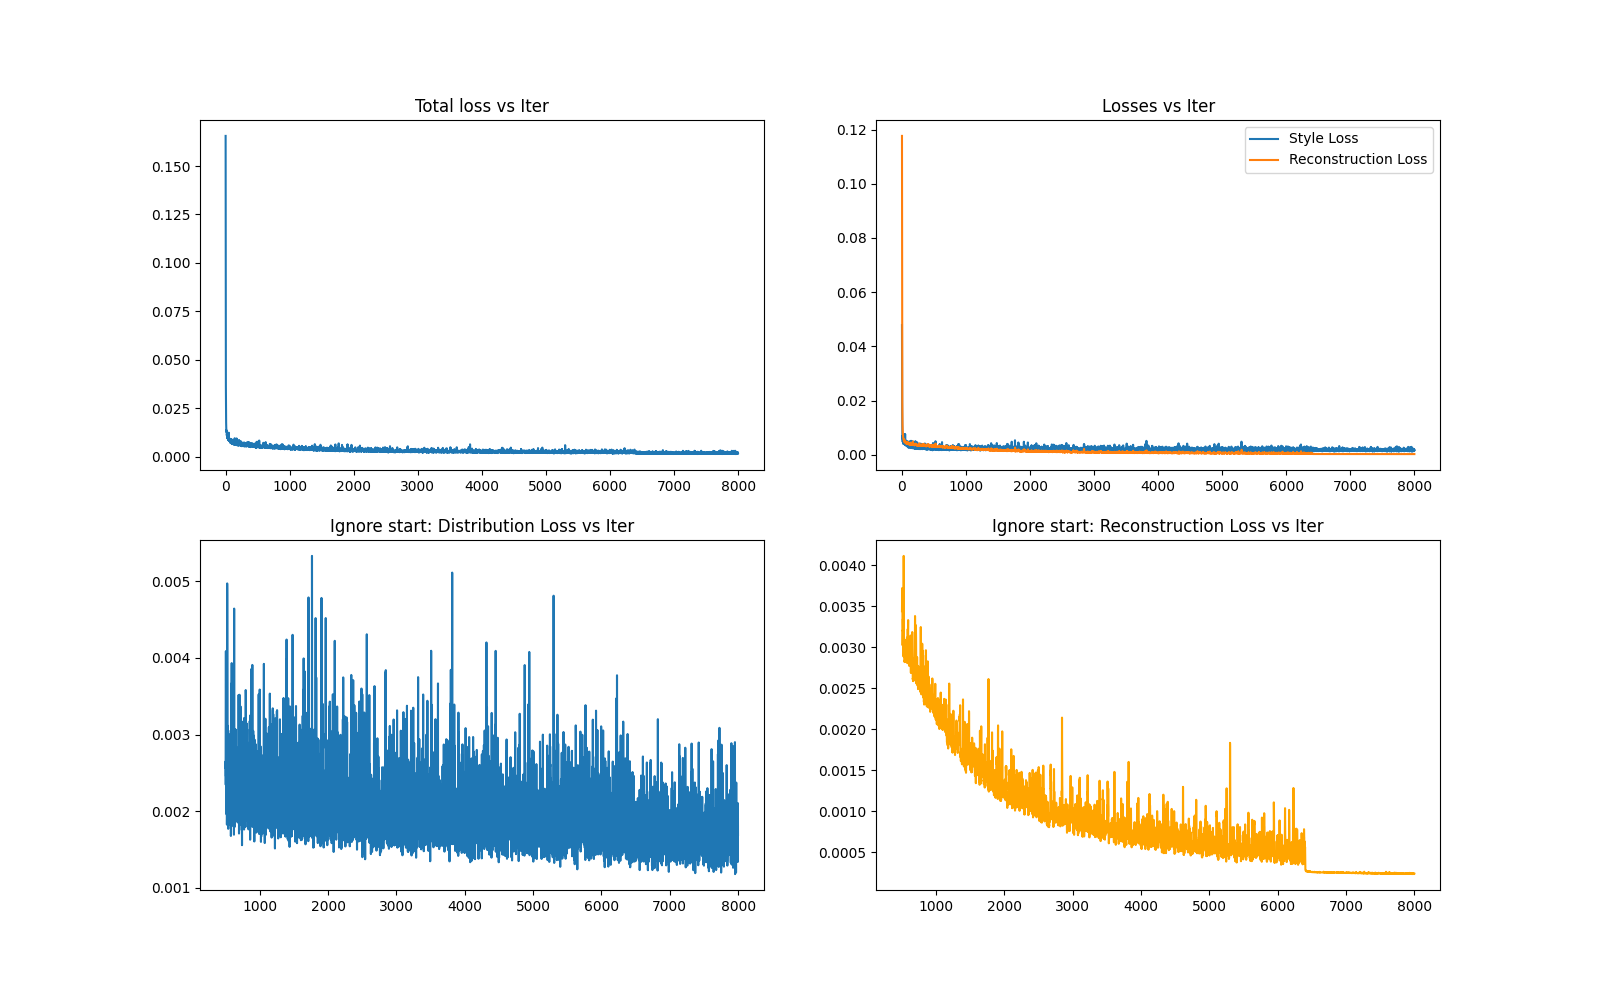 Total loss vs Iter
0.150
0.125
0.100
0.075
0.050
0.025
0.000
0 1000 2000 3000 4000 5000 6000 7000 8000
Losses vs Iter
Style Loss
Reconstruction Loss
0.12
0.10
0.08
0.06
0.04
0.02
0.00
0 1000 2000 3000 4000 5000 6000 7000 8000
Ignore start: Distribution Loss vs Iter
0.005
0.004
0.003
0.002
0.001
1000 2000 3000 4000 5000 6000 7000 8000
Ignore start: Reconstruction Loss vs Iter
0.0040
0.0035
0.0030
0.0025
0.0020
0.0015
0.0010
0.0005
1000 2000 3000 4000 5000 6000 7000 8000